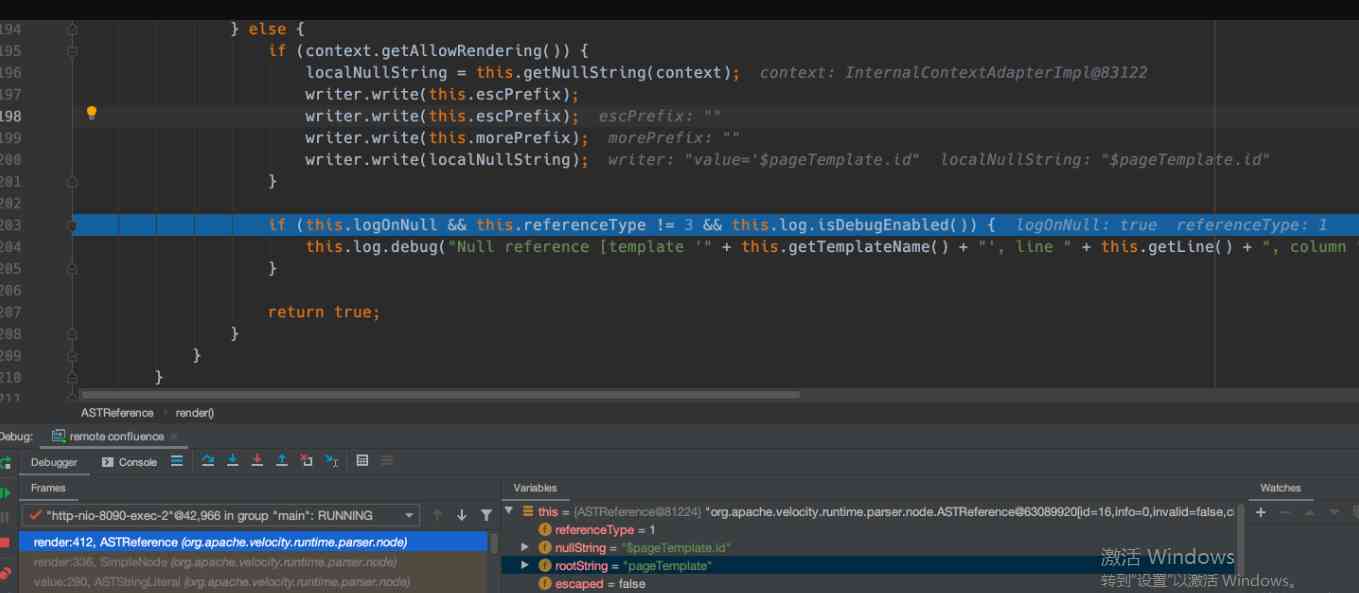 194 } else {
195 if (context.getAllowRendering()) {
196 localNullString = this.getNullString(context); context: InternalContextAdapterImpl@83122
197 writer.write(this.escPrefix);
198 writer.write(this.escPrefix); escPrefix: ""
199 writer.write(this.morePrefix); morePrefix: ""
200 writer.write(localNullString); writer: "value='$pageTemplate.id" localNullString: "$pageTemplate.id"
201 }
202
203 if (this.logOnNull && this.referenceType != 3 && this.log.isDebugEnabled()) { logOnNull: true referenceType: 1
204 this.log.debug("Null reference [template '" + this.getTemplateName() + "', line " + this.getLine() + ", column
205 }
206
207 return true;
208 }
209 }
210 }
211
ASTReference render()
Debug: remote confluence
Debugger Console
Frames Variables Watches
"http-nio-8090-exec-2"@42,966 in group "main": RUNNING
this = {ASTReference@81224} "org.apache.velocity.runtime.parser.node.ASTReference@63089920[id=16,info=0,invalid=false,
render:412, ASTReference (org.apache.velocity.runtime.parser.node)
referenceType = 1
render:336, SimpleNode (org.apache.velocity.runtime.parser.node)
nullString = "$pageTemplate.id"
value:290, ASTStringLiteral (org.apache.velocity.runtime.parser.node)
rootString = "pageTemplate"
escaped = false
激活 Windows
转到"设置"以激活 Windows。